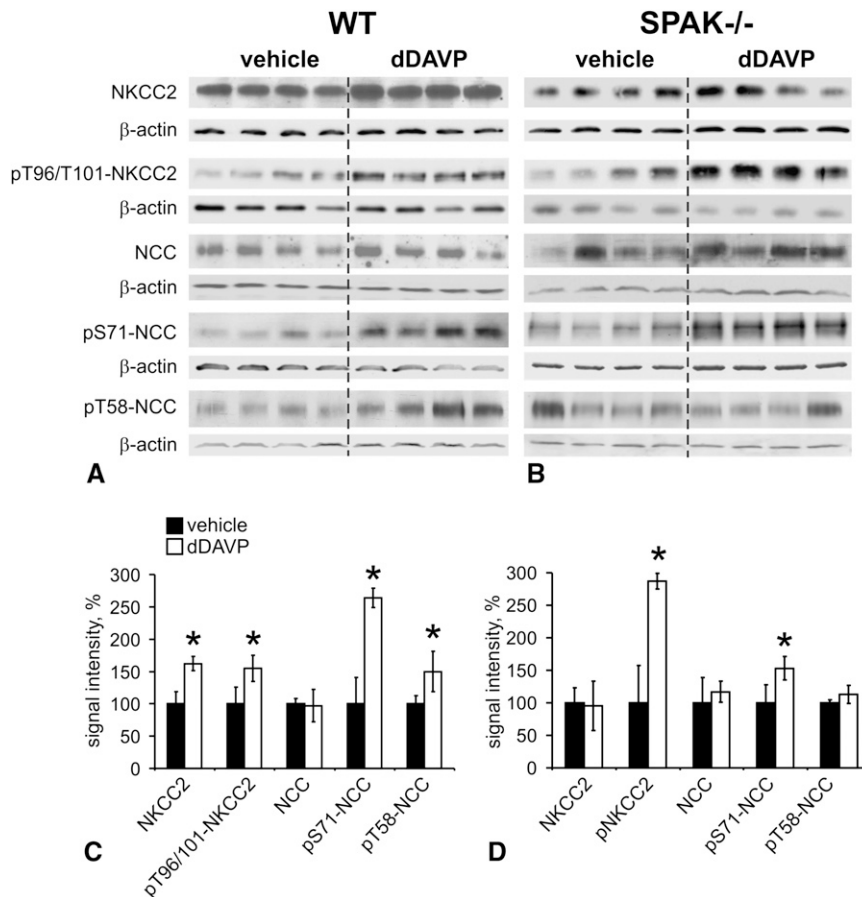 WT
SPAK-/-
vehicle
dDAVP
vehicle
dDAVP
NKCC2
β-actin
pT96/T101-NKCC2
β-actin
NCC
β-actin
pS71-NCC
β-actin
pT58-NCC
β-actin
A
B
vehicle
dDAVP
signal intensity, %
300
250
200
150
100
50
0
*
*
*
*
NKCC2
pT96/101-NKCC2
NCC
pS71-NCC
pT58-NCC
C
signal intensity, %
300
250
200
150
100
50
0
*
*
NKCC2
pNKCC2
NCC
pS71-NCC
pT58-NCC
D